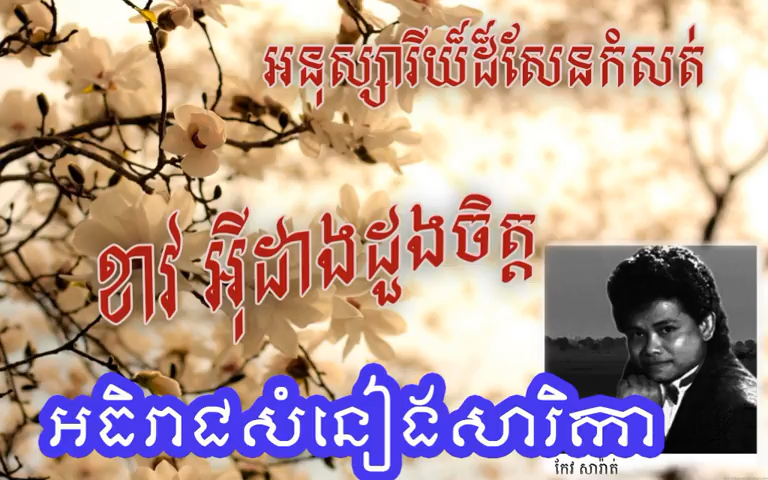 អនុស្សាវរីយ៍ដ៏សែនកំសត់
ខាវ អ៊ីដាងដួងចិត្ត
អធិរាជសំនៀងសារិកា
កែវ សារ៉ាត់